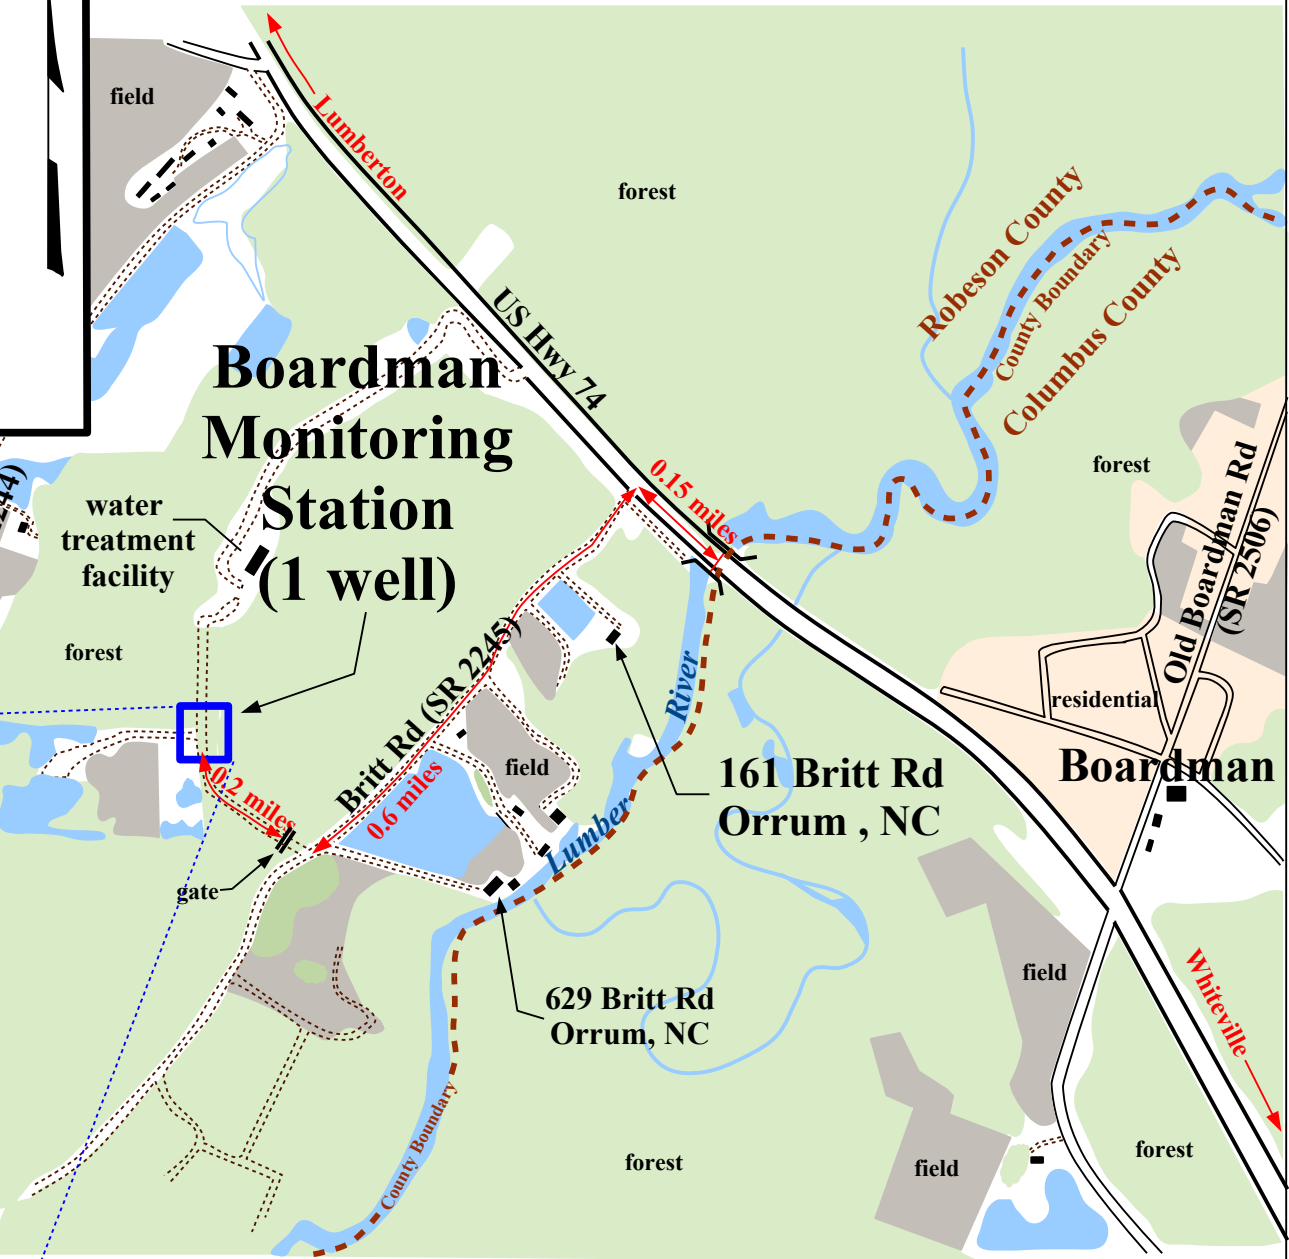 field
Lumberton
forest
Robeson County
County Boundary
Columbus County
US Hwy 74
Boardman
Monitoring
Station
(1 well)
0.15 miles
forest
44)
water
treatment
facility
Old Boardman Rd
(SR 2506)
forest
Britt Rd (SR 2245)
River
residential
Boardman
field
161 Britt Rd
Orrum , NC
0.2 miles
0.6 miles
Lumber
gate
field
Whiteville
629 Britt Rd
Orrum, NC
County Boundary
forest
field
forest